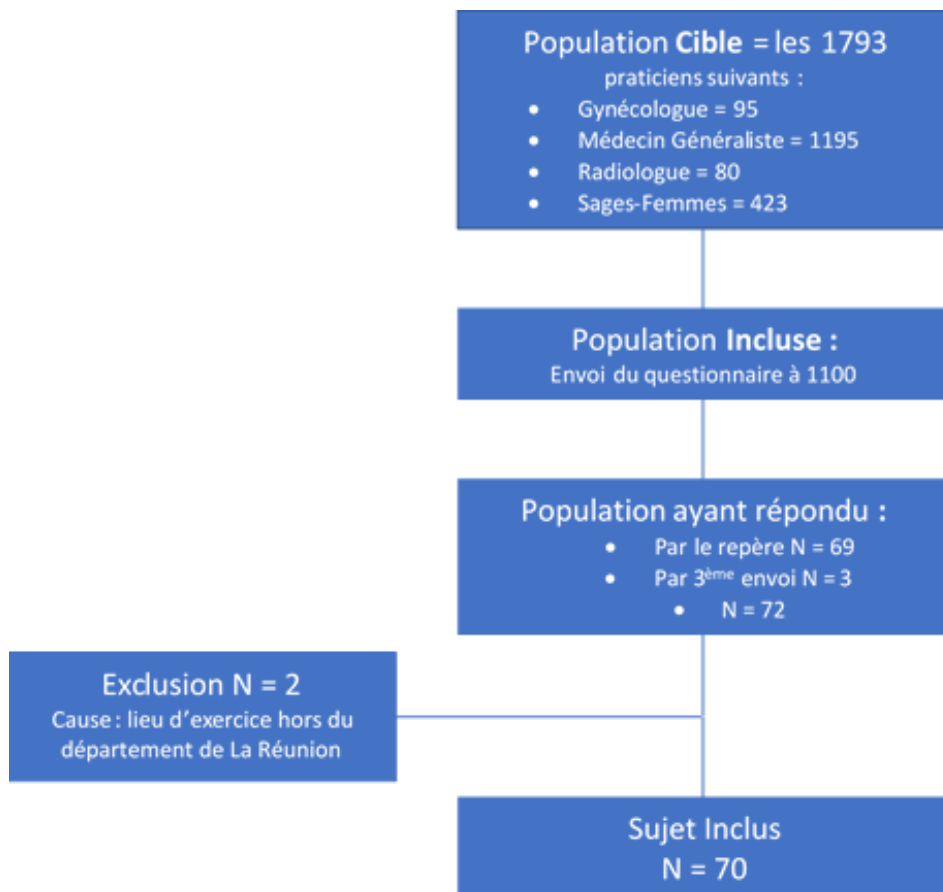 Population Cible = les 1793
praticiens suivants :
• Gynécologue = 95
• Médecin Généraliste = 1195
• Radiologue = 80
• Sages-Femmes = 423
Population Incluse :
Envoi du questionnaire à 1100
Population ayant répondu :
• Par le repère N = 69
• Par 3ème envoi N = 3
• N = 72
Exclusion N = 2
Cause : lieu d'exercice hors du
département de La Réunion
Sujet Inclus
N = 70